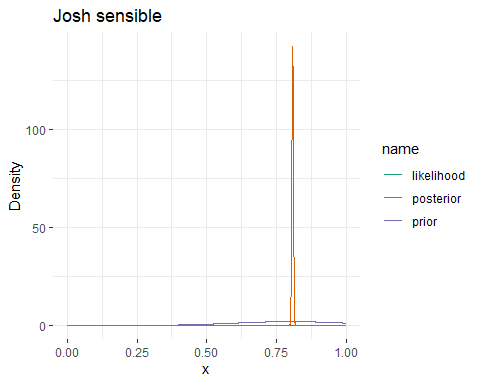 Josh sensible
Density
100
50
0
0.00 0.25 0.50 0.75 1.00
x
name
likelihood
posterior
prior